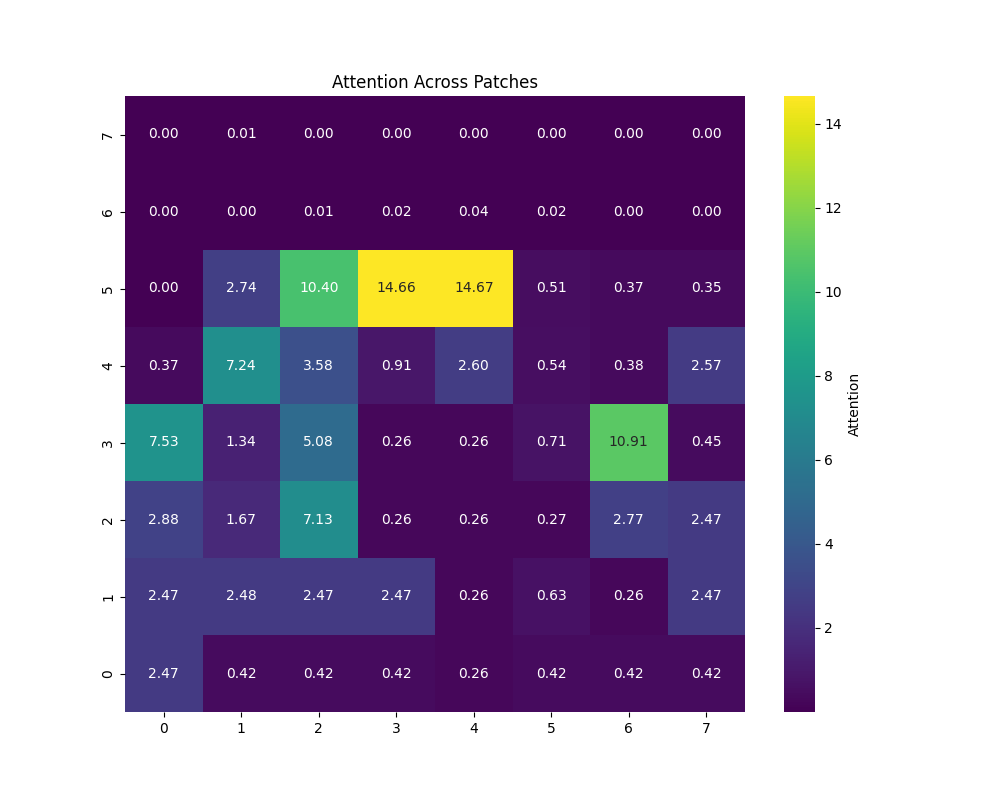 Attention Across Patches
7 0.00 0.01 0.00 0.00 0.00 0.00 0.00 0.00
6 0.00 0.00 0.01 0.02 0.04 0.02 0.00 0.00
5 0.00 2.74 10.40 14.66 14.67 0.51 0.37 0.35
4 0.37 7.24 3.58 0.91 2.60 0.54 0.38 2.57
3 7.53 1.34 5.08 0.26 0.26 0.71 10.91 0.45
2 2.88 1.67 7.13 0.26 0.26 0.27 2.77 2.47
1 2.47 2.48 2.47 2.47 0.26 0.63 0.26 2.47
0 2.47 0.42 0.42 0.42 0.26 0.42 0.42 0.42
0 1 2 3 4 5 6 7
14
12
10
8
6
4
2
Attention